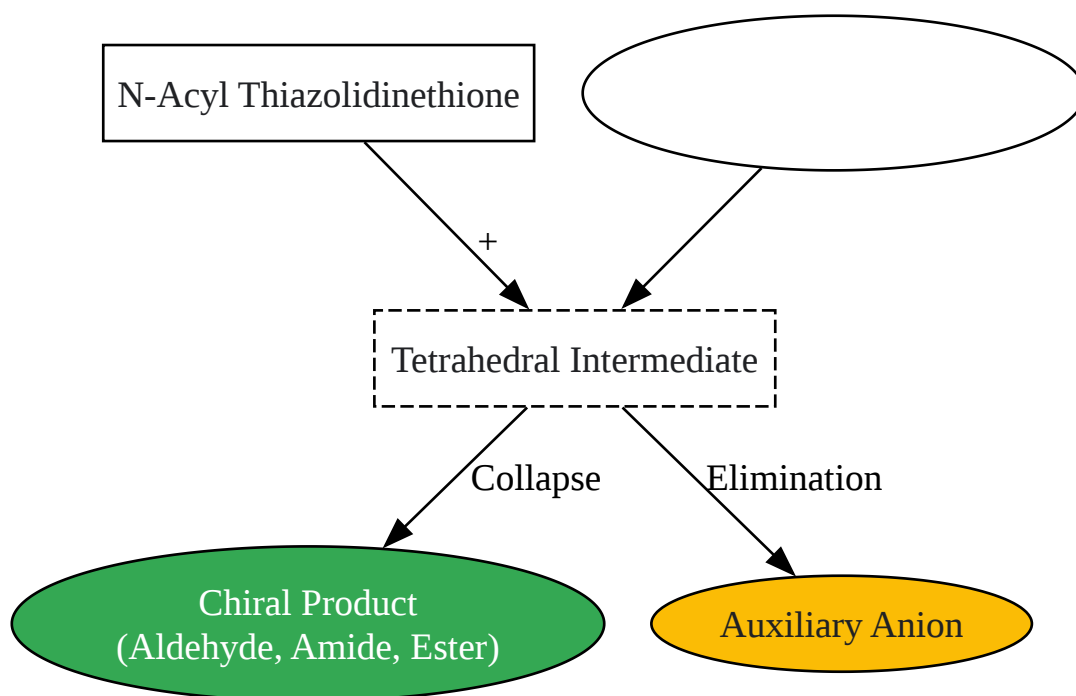 N-Acyl Thiazolidinethione
+
Tetrahedral Intermediate
Collapse
Elimination
Chiral Product
(Aldehyde, Amide, Ester)
Auxiliary Anion